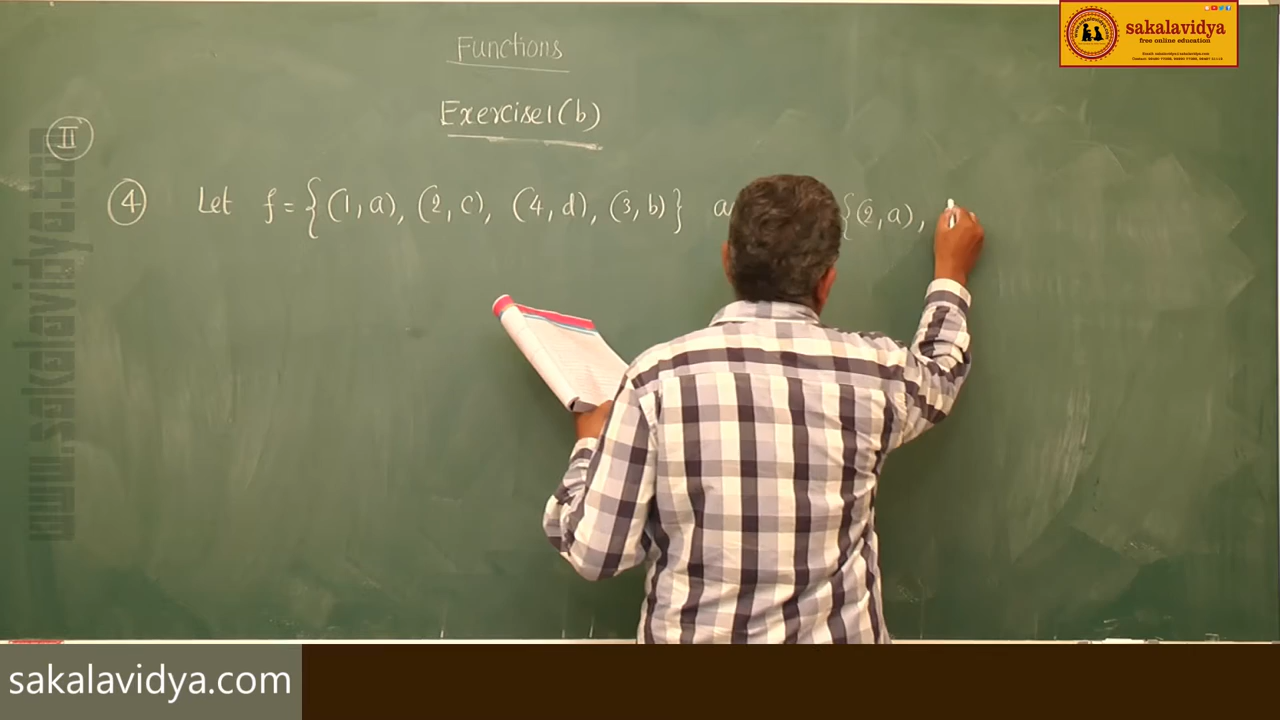 sakalavidya
free online education
Functions
Exercise 1(b)
II
4 Let f = {(1, a), (2, c), (4, d), (3, b)} a {(2, a),
www.sakalavidya.com
sakalavidya.com